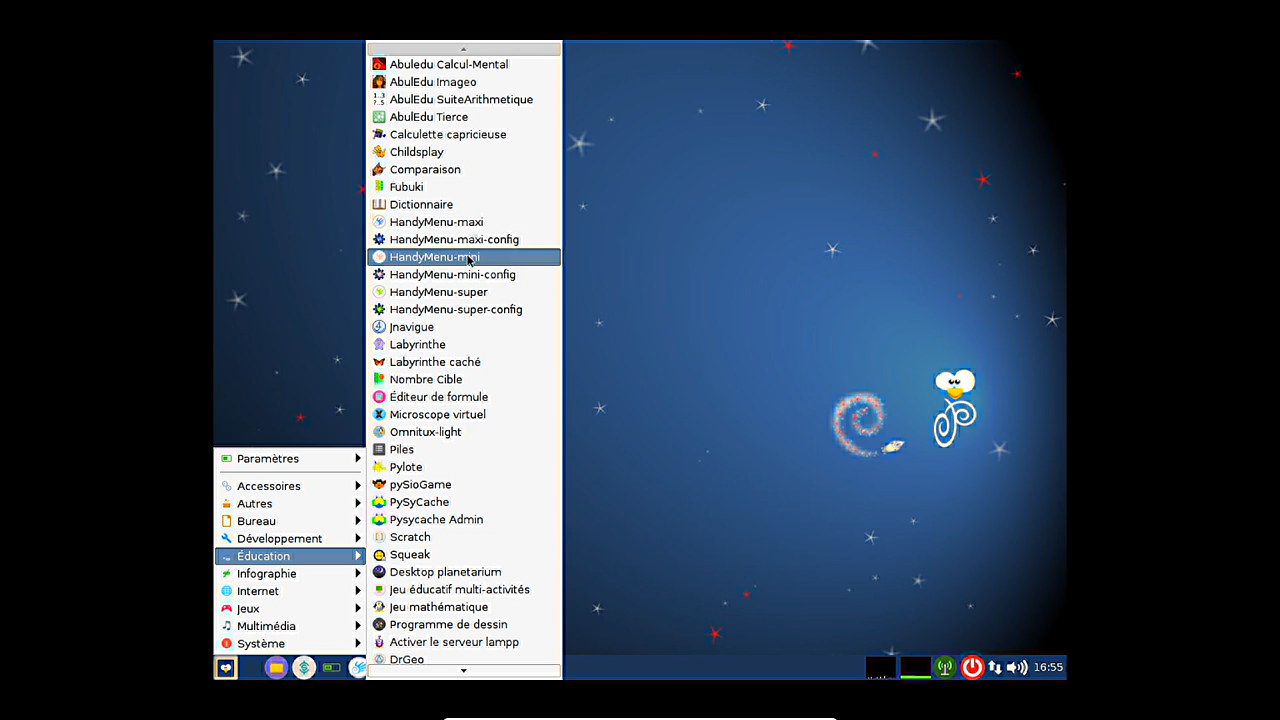 Abuledu Calcul-Mental
AbulEdu Imageo
AbulEdu SuiteArithmetique
AbulEdu Tierce
Calculette capricieuse
Childsplay
Comparaison
Fubuki
Dictionnaire
HandyMenu-maxi
HandyMenu-maxi-config
HandyMenu-mini
HandyMenu-mini-config
HandyMenu-super
HandyMenu-super-config
Jnavigue
Labyrinthe
Labyrinthe caché
Nombre Cible
Éditeur de formule
Microscope virtuel
Omnitux-light
Piles
Pylote
pySioGame
PySyCache
Pysycache Admin
Scratch
Squeak
Desktop planetarium
Jeu éducatif multi-activités
Jeu mathématique
Programme de dessin
Activer le serveur lampp
DrGeo
Paramètres
Accessoires
Autres
Bureau
Développement
Éducation
Infographie
Internet
Jeux
Multimédia
Système
16:55